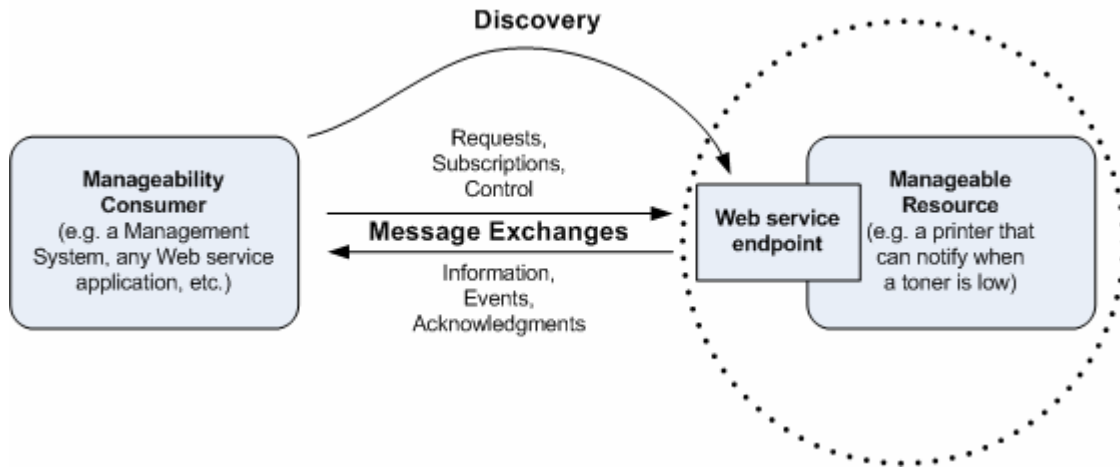 Discovery
Requests,
Subscriptions,
Control
Manageability
Consumer
(e.g. a Management
System, any Web service
application, etc.)
Message Exchanges
Information,
Events,
Acknowledgments
Web service
endpoint
Manageable
Resource
(e.g. a printer that
can notify when
a toner is low)